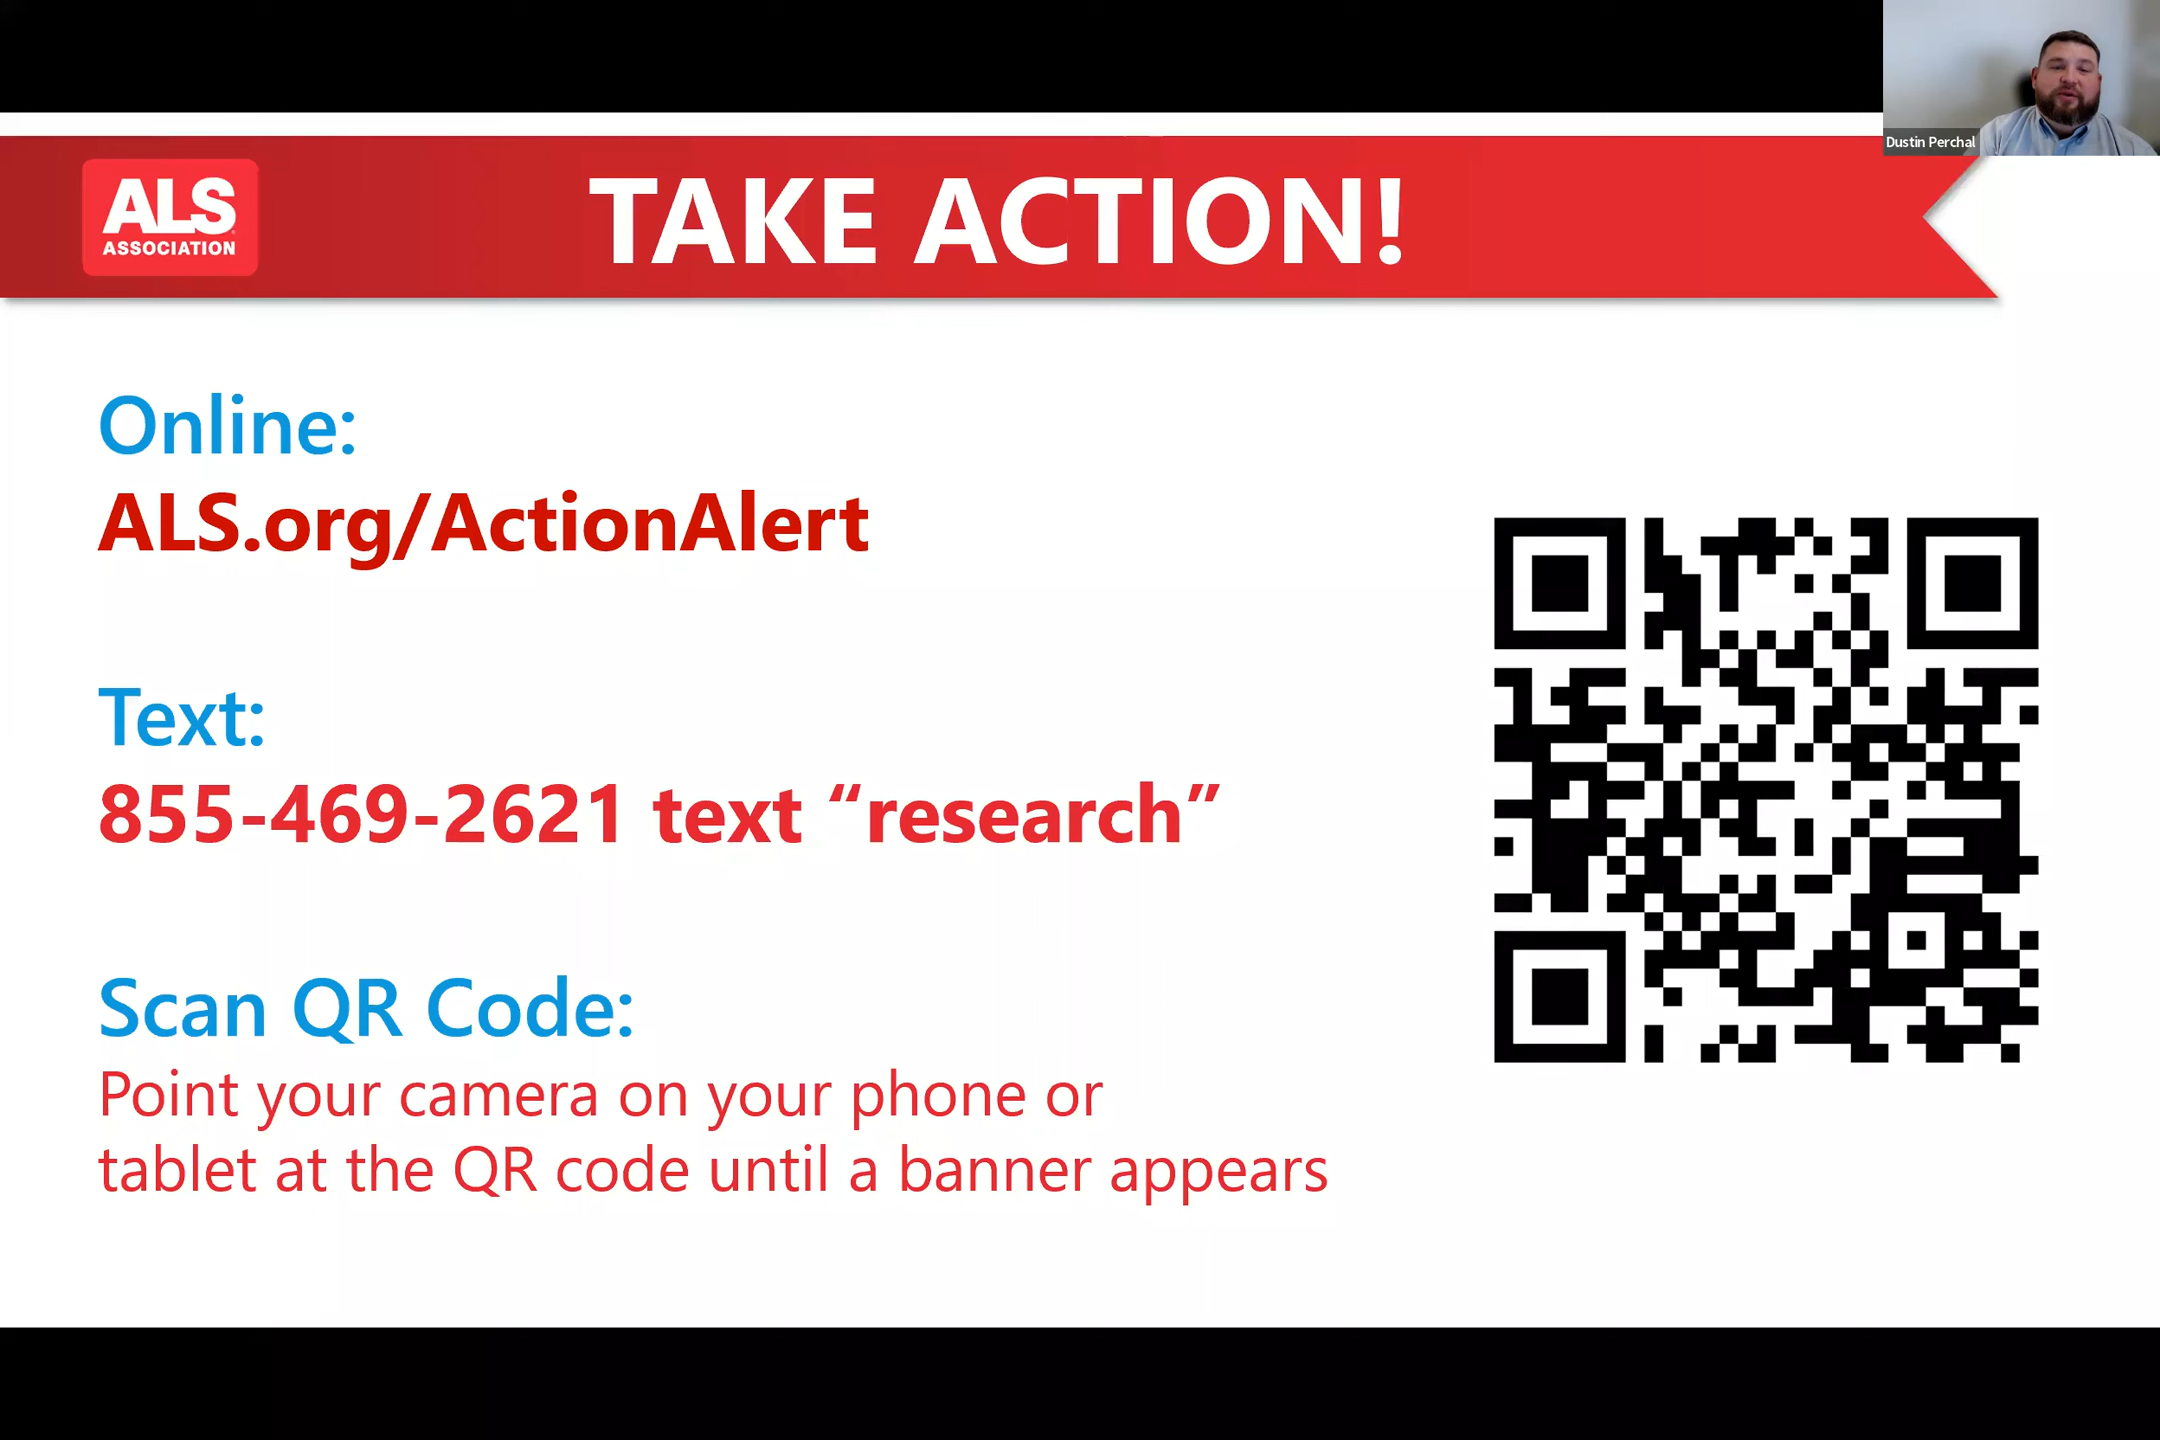 Dustin Perchal
ALS
ASSOCIATION
TAKE ACTION!
Online:
ALS.org/ActionAlert
Text:
855-469-2621 text “research”
Scan QR Code:
Point your camera on your phone or
tablet at the QR code until a banner appears